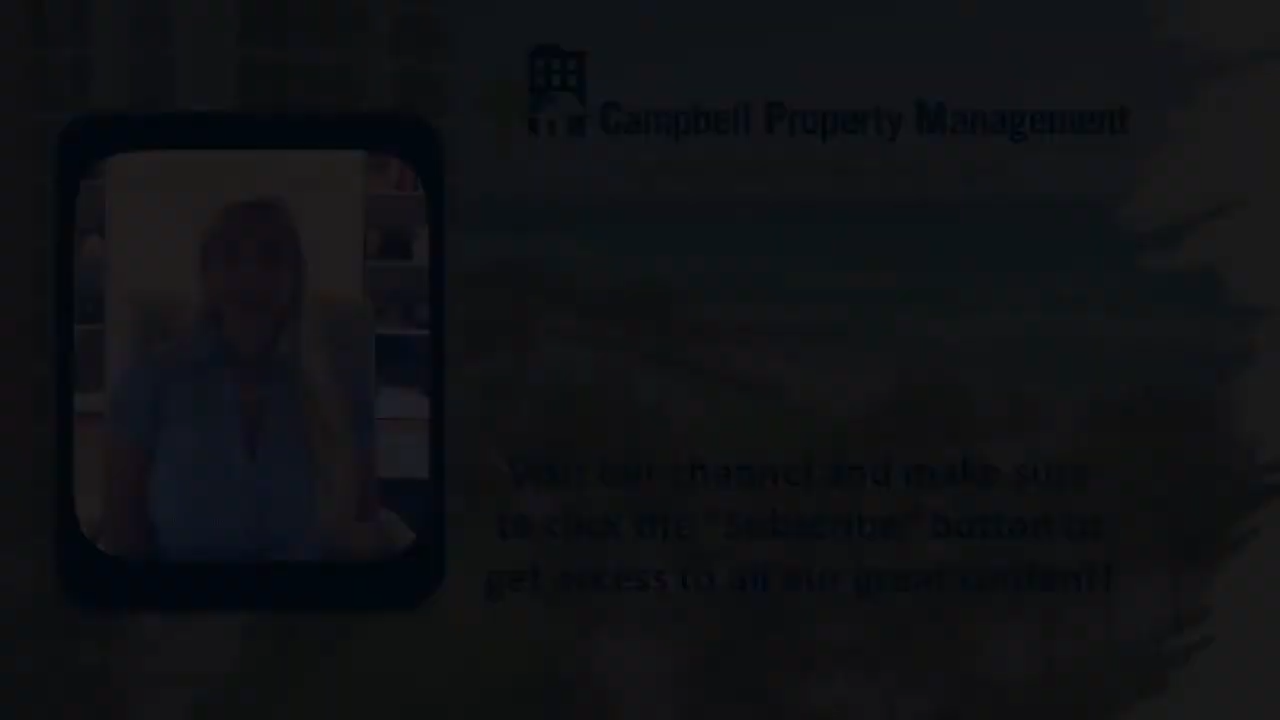 Campbell Property Management
Visit our channel and make sure
to click the "Subscribe" button to
get access to all our great content!